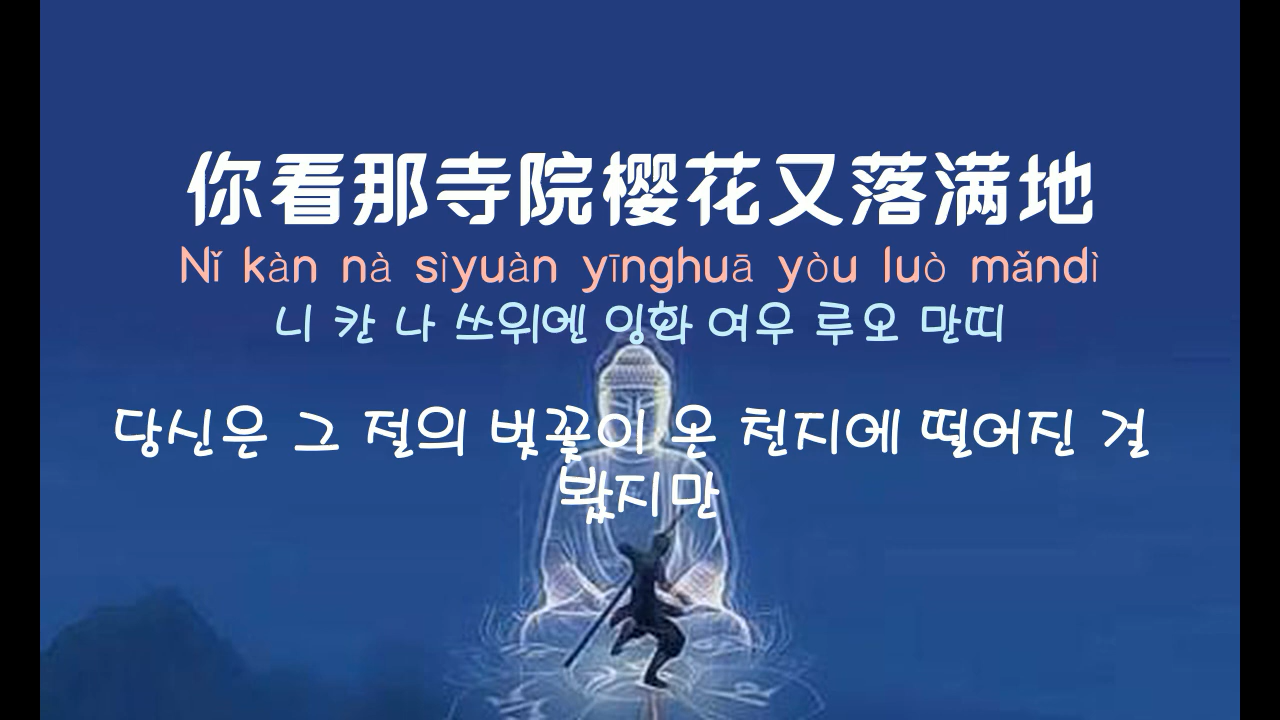 你看那寺院樱花又落满地
Nǐ kàn nà sìyuàn yīnghuā yòu luò mǎndì
니 칸 나 쓰위엔 잉화 여우 루오 만띠
당신은 그 절의 벚꽃이 온 천지에 떨어진 걸
봤지만